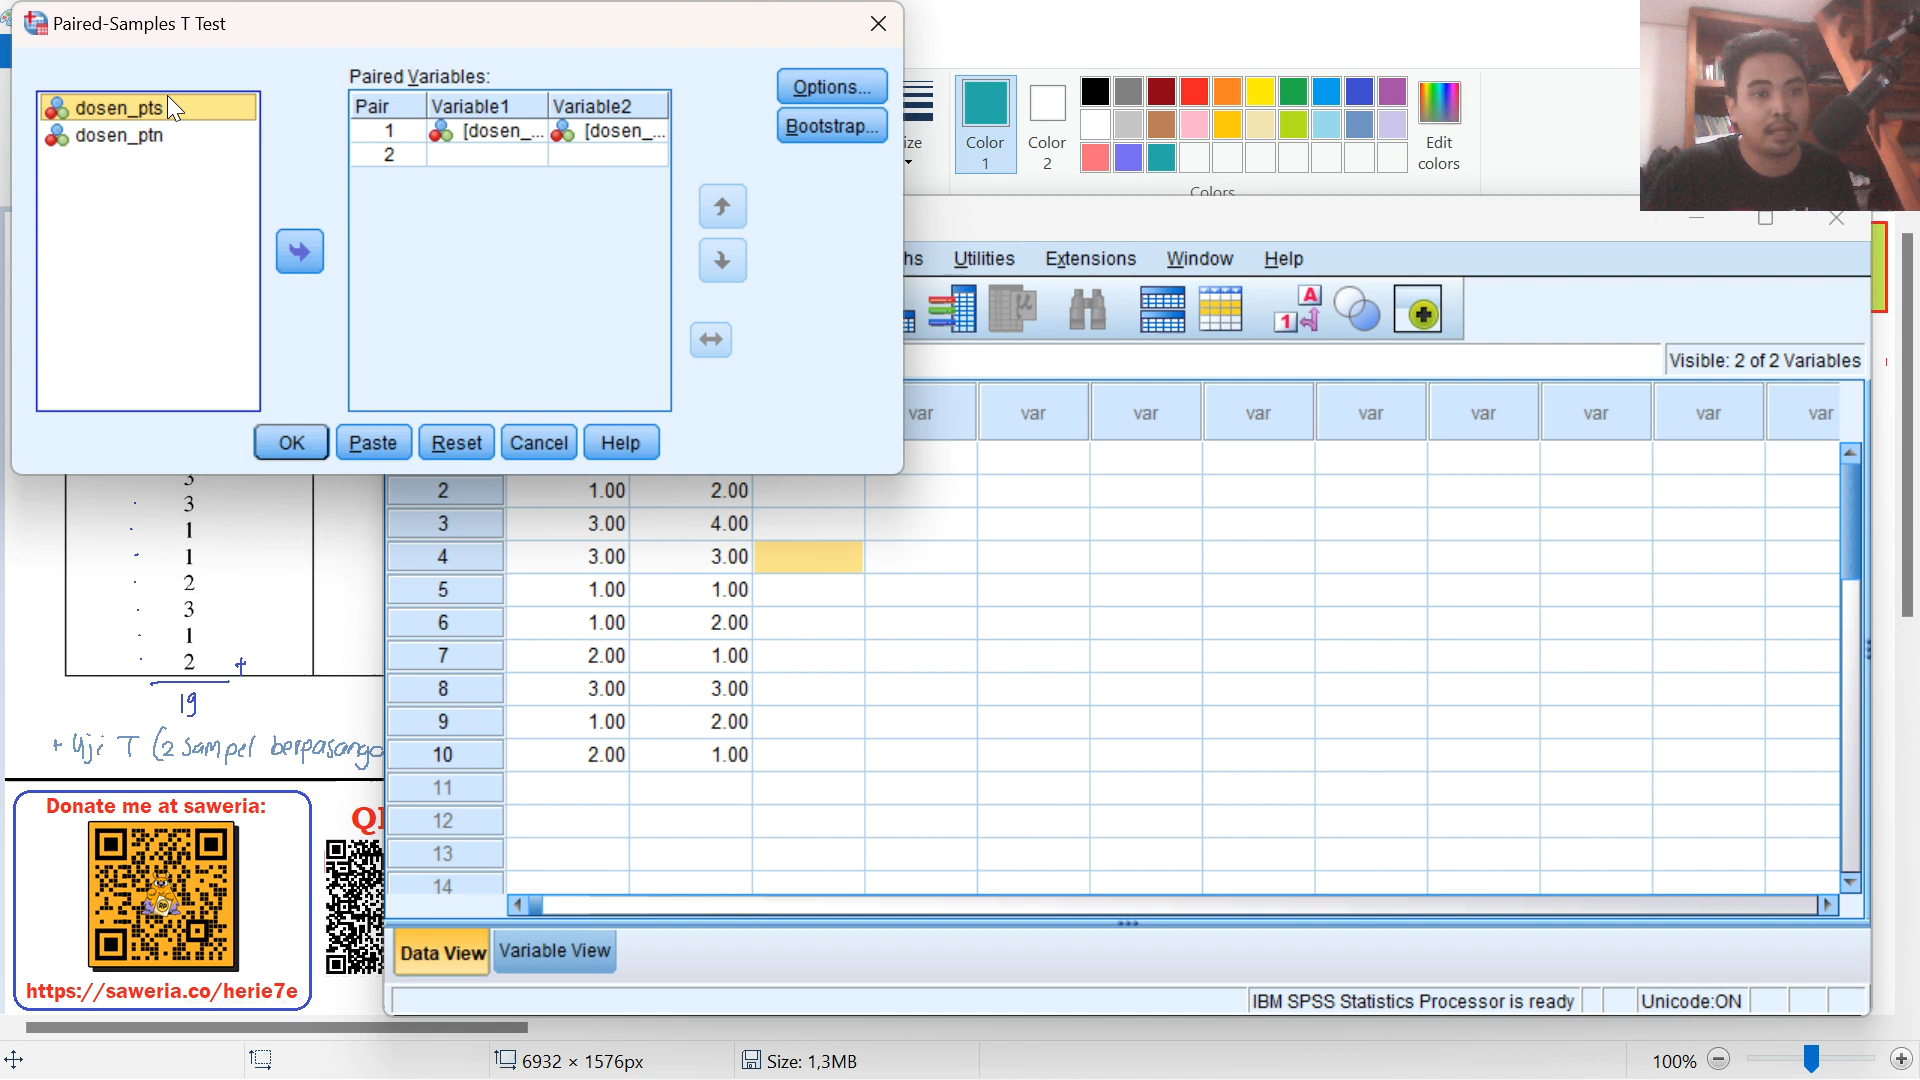 Paired-Samples T Test
dosen_pts
dosen_ptn
Paired Variables:
Pair Variable1 Variable2
1 [dosen_... [dosen_...
2
Options...
Bootstrap...
OK Paste Reset Cancel Help
ize
Color 1
Color 2
Edit colors
Colors
hs Utilities Extensions Window Help
Visible: 2 of 2 Variables
var var var var var var var var var
2 1.00 2.00
3 3.00 4.00
4 3.00 3.00
5 1.00 1.00
6 1.00 2.00
7 2.00 1.00
8 3.00 3.00
9 1.00 2.00
10 2.00 1.00
11
12
13
14
Data View Variable View
IBM SPSS Statistics Processor is ready Unicode:ON
3
3
1
1
2
3
1
2 +
19
+ Uji T (2 sampel berpasanga
Donate me at saweria:
https://saweria.co/herie7e
6932 × 1576px
Size: 1,3MB
100%